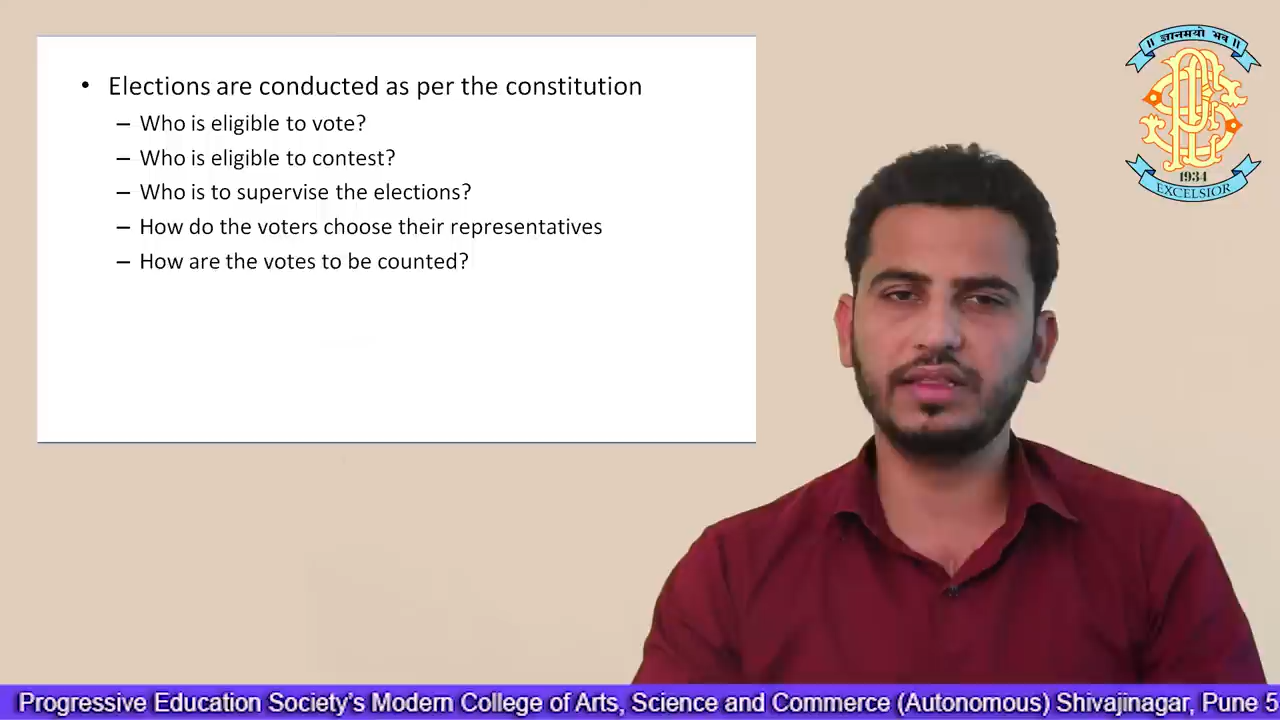 • Elections are conducted as per the constitution
– Who is eligible to vote?
– Who is eligible to contest?
– Who is to supervise the elections?
– How do the voters choose their representatives
– How are the votes to be counted?
॥ ज्ञानमयो भव ॥
1934
EXCELSIOR
Progressive Education Society's Modern College of Arts, Science and Commerce (Autonomous) Shivajinagar, Pune 5